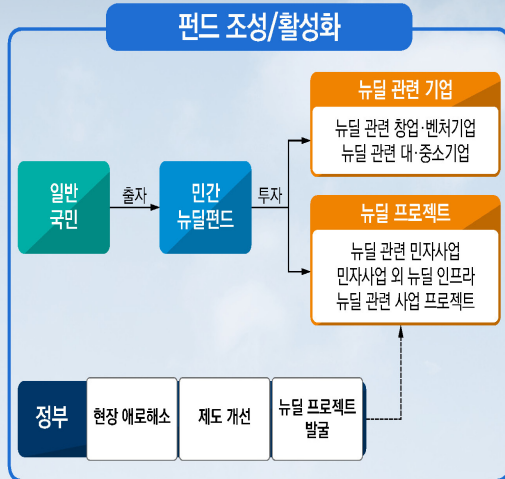 펀드 조성/활성화
일반
국민
출자
민간
뉴딜펀드
투자
뉴딜 관련 기업
뉴딜 관련 창업·벤처기업
뉴딜 관련 대·중소기업
뉴딜 프로젝트
뉴딜 관련 민자사업
민자사업 외 뉴딜 인프라
뉴딜 관련 사업 프로젝트
정부
현장 애로해소
제도 개선
뉴딜 프로젝트
발굴